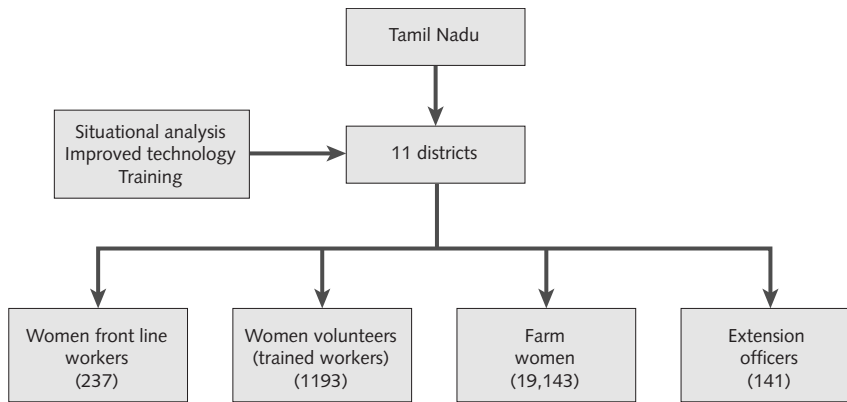 Tamil Nadu
Situational analysis
Improved technology
Training
11 districts
Women front line
workers
(237)
Women volunteers
(trained workers)
(1193)
Farm
women
(19,143)
Extension
officers
(141)